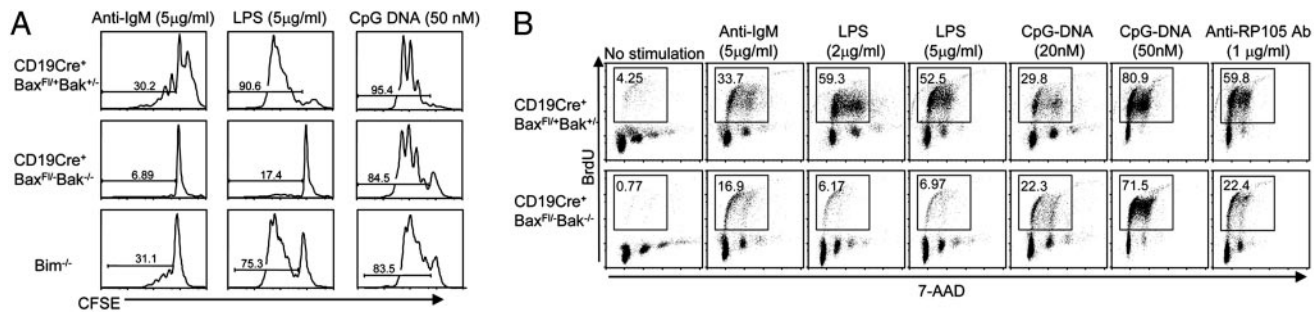 A
Anti-IgM (5µg/ml) LPS (5µg/ml) CpG DNA (50 nM)
CD19Cre+
BaxFl/+Bak+/-
30.2 90.6 95.4
CD19Cre+
BaxFl/-Bak-/-
6.89 17.4 84.5
Bim-/-
31.1 75.3 83.5
CFSE
B
No stimulation
Anti-IgM
(5µg/ml)
LPS
(2µg/ml)
LPS
(5µg/ml)
CpG-DNA
(20nM)
CpG-DNA
(50nM)
Anti-RP105 Ab
(1 µg/ml)
CD19Cre+
BaxFl/+Bak+/-
4.25 33.7 59.3 52.5 29.8 80.9 59.8
BrdU
CD19Cre+
BaxFl/-Bak-/-
0.77 16.9 6.17 6.97 22.3 71.5 22.4
7-AAD